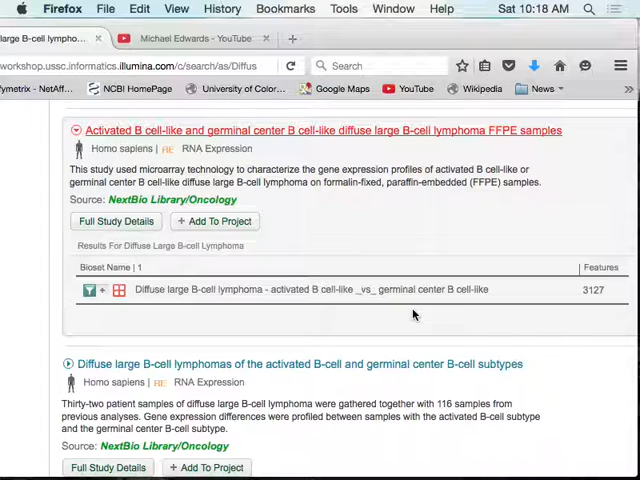 Firefox File Edit View History Bookmarks Tools Window Help Sat 10:18 AM
large B-cell lympho... × Michael Edwards - YouTube × +
workshop.ussc.informatics.illumina.com/c/search/as/Diffus Search
fymetrix - NetAff... NCBI HomePage University of Color... Google Maps YouTube Wikipedia News
Activated B cell-like and germinal center B cell-like diffuse large B-cell lymphoma FFPE samples
Homo sapiens | RE RNA Expression
This study used microarray technology to characterize the gene expression profiles of activated B cell-like or
germinal center B cell-like diffuse large B-cell lymphoma on formalin-fixed, paraffin-embedded (FFPE) samples.
Source: NextBio Library/Oncology
Full Study Details + Add To Project
Results For Diffuse Large B-cell Lymphoma
Bioset Name | 1 Features
Diffuse large B-cell lymphoma - activated B cell-like _vs_ germinal center B cell-like 3127
Diffuse large B-cell lymphomas of the activated B-cell and germinal center B-cell subtypes
Homo sapiens | RE RNA Expression
Thirty-two patient samples of diffuse large B-cell lymphoma were gathered together with 116 samples from
previous analyses. Gene expression differences were profiled between samples with the activated B-cell subtype
and the germinal center B-cell subtype.
Source: NextBio Library/Oncology
Full Study Details + Add To Project